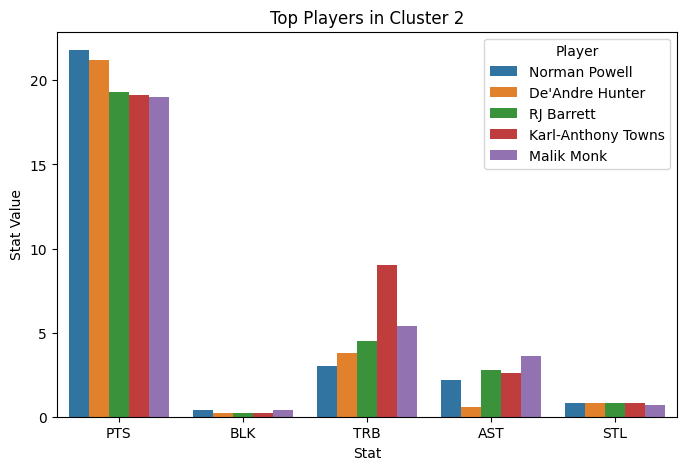 Top Players in Cluster 2
Player
Norman Powell
De'Andre Hunter
RJ Barrett
Karl-Anthony Towns
Malik Monk
Stat Value
20
15
10
5
0
PTS
BLK
TRB
AST
STL
Stat